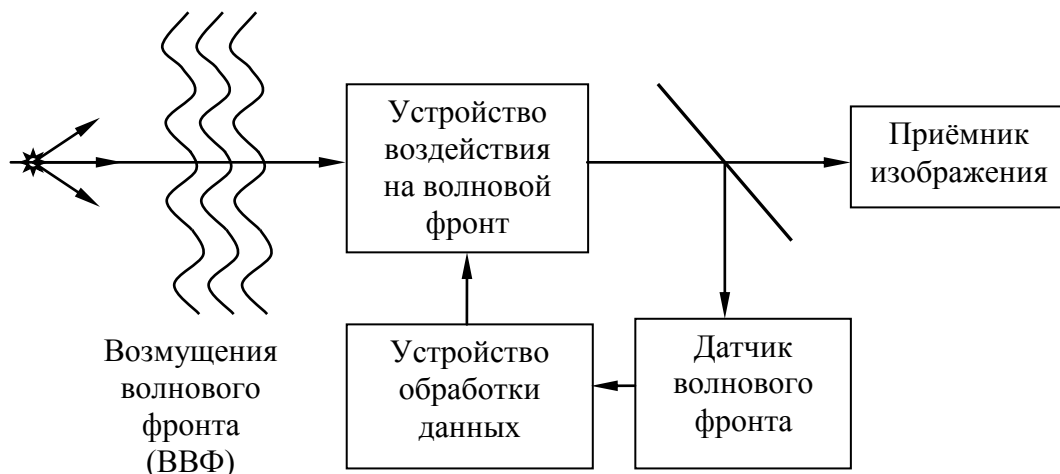 Устройство
воздействия
на волновой
фронт
Приёмник
изображения
Возмущения
волнового
фронта
(ВВФ)
Устройство
обработки
данных
Датчик
волнового
фронта